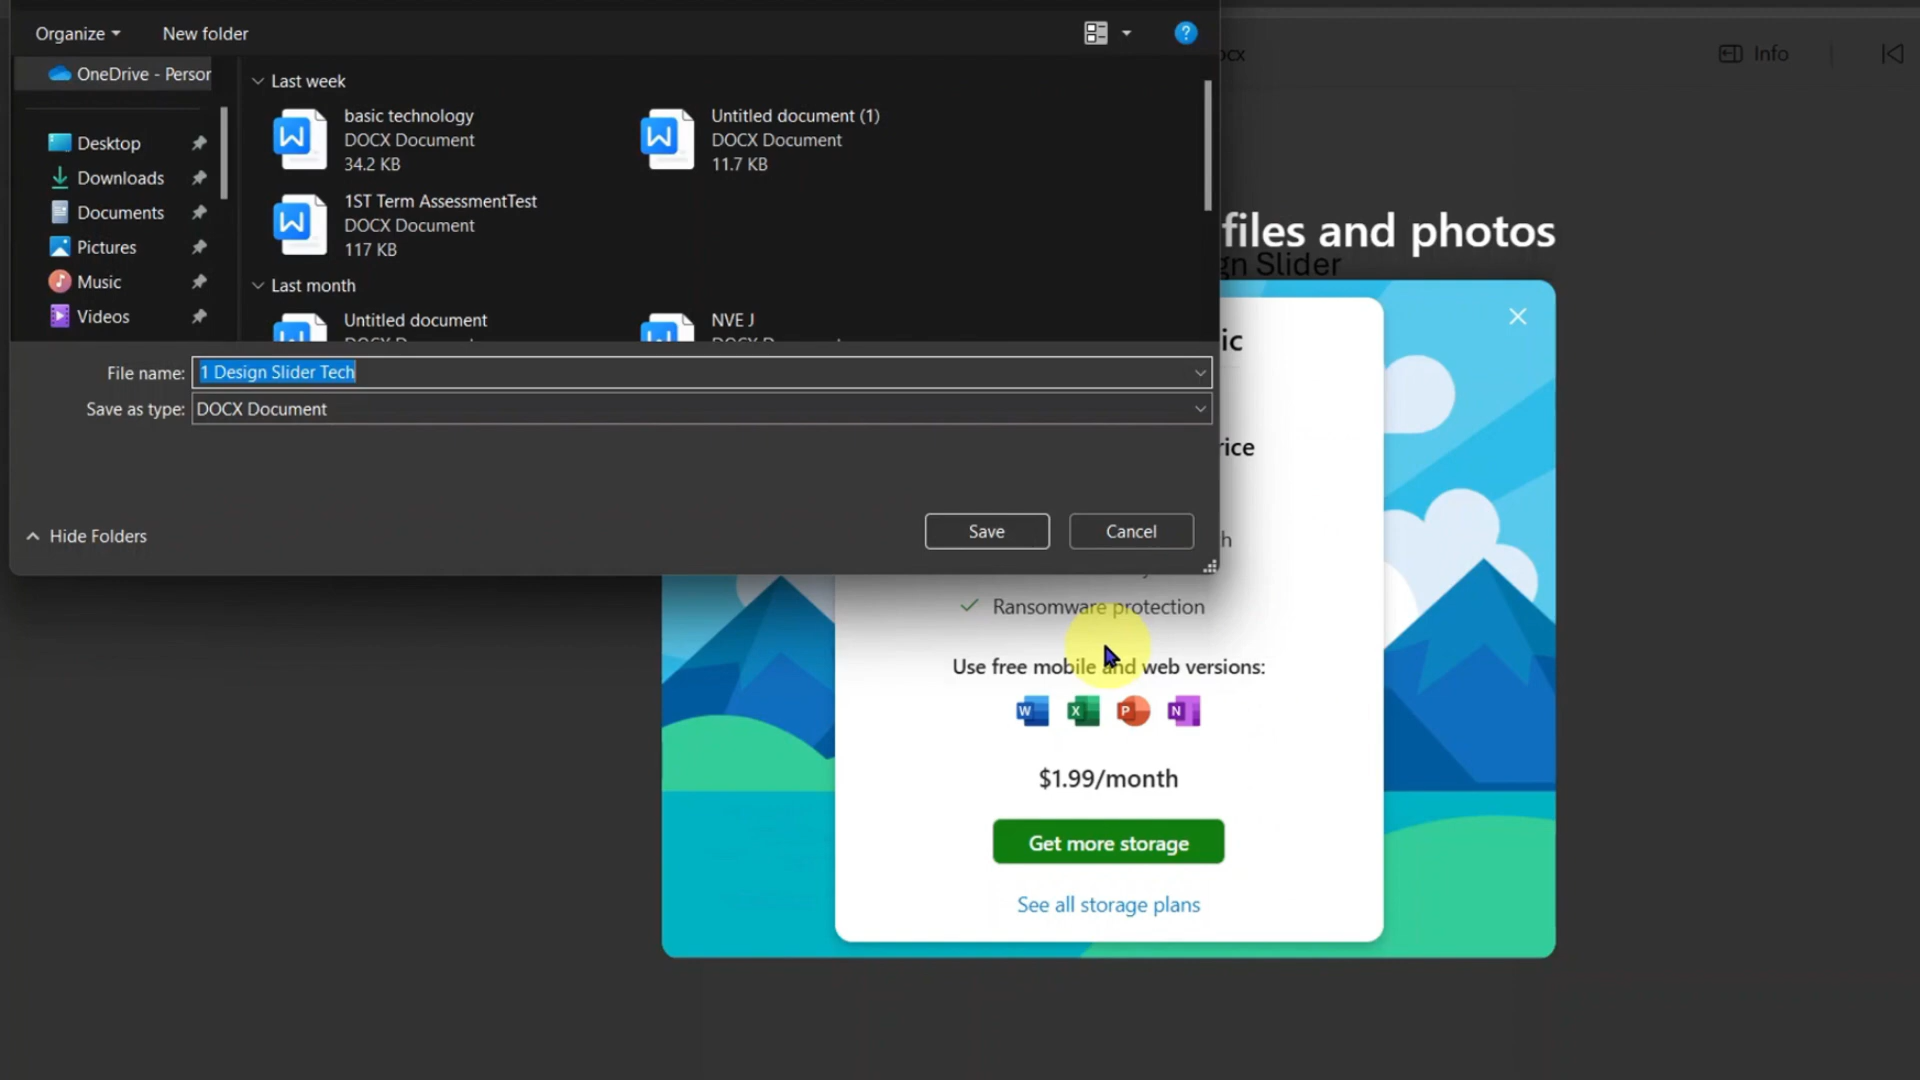 Organize
New folder
OneDrive - Persor
Desktop
Downloads
Documents
Pictures
Music
Videos
Last week
basic technology
DOCX Document
34.2 KB
Untitled document (1)
DOCX Document
11.7 KB
1ST Term AssessmentTest
DOCX Document
117 KB
Last month
Untitled document
NVE J
File name: 1 Design Slider Tech
Save as type: DOCX Document
Hide Folders
Save
Cancel
ocx
Info
files and photos
gn Slider
ic
rice
h
Ransomware protection
Use free mobile and web versions:
W X P N
$1.99/month
Get more storage
See all storage plans